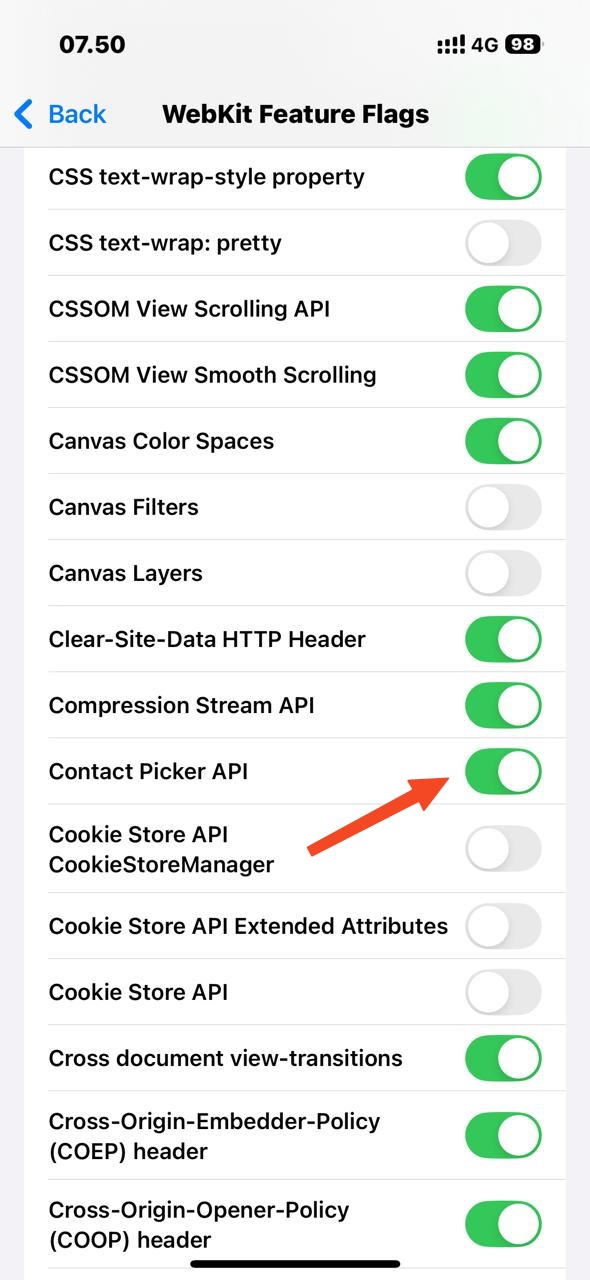 07.50
4G 98
Back
WebKit Feature Flags
CSS text-wrap-style property
CSS text-wrap: pretty
CSSOM View Scrolling API
CSSOM View Smooth Scrolling
Canvas Color Spaces
Canvas Filters
Canvas Layers
Clear-Site-Data HTTP Header
Compression Stream API
Contact Picker API
Cookie Store API
CookieStoreManager
Cookie Store API Extended Attributes
Cookie Store API
Cross document view-transitions
Cross-Origin-Embedder-Policy
(COEP) header
Cross-Origin-Opener-Policy
(COOP) header